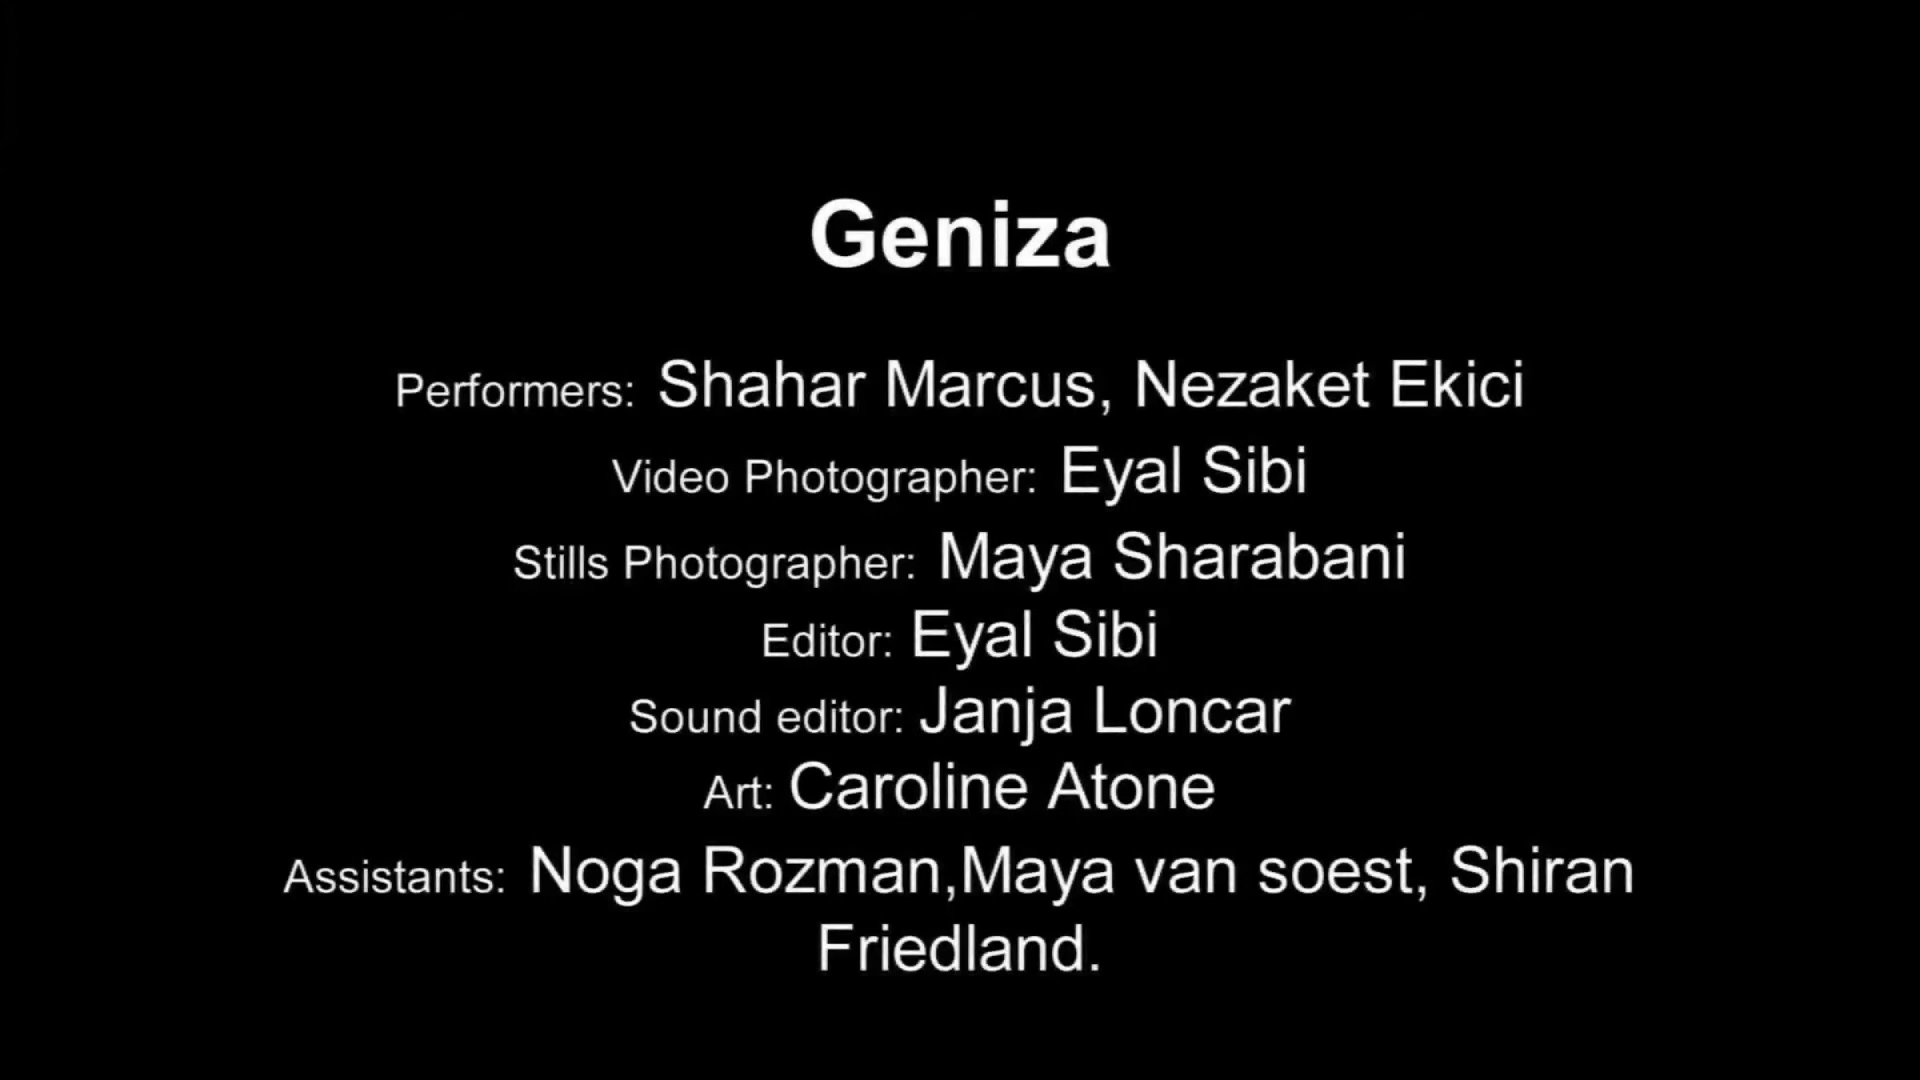 Geniza
Performers: Shahar Marcus, Nezaket Ekici
Video Photographer: Eyal Sibi
Stills Photographer: Maya Sharabani
Editor: Eyal Sibi
Sound editor: Janja Loncar
Art: Caroline Atone
Assistants: Noga Rozman,Maya van soest, Shiran
Friedland.